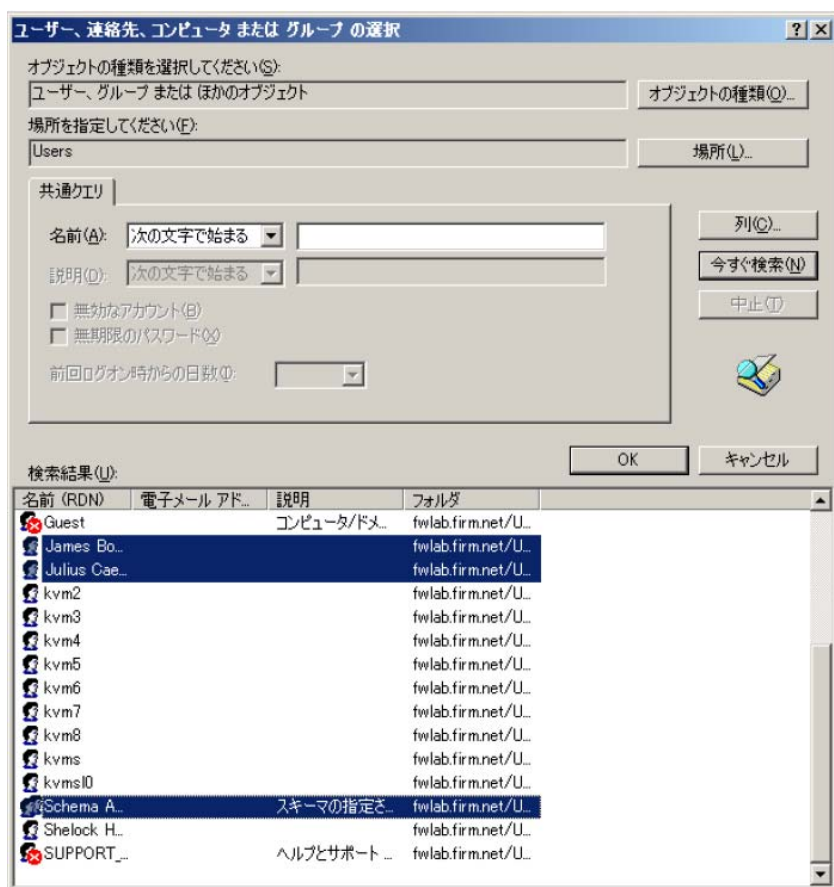 ユーザー、連絡先、コンピュータ または グループ の選択
オブジェクトの種類を選択してください(S):
ユーザー、グループ または ほかのオブジェクト
オブジェクトの種類(O)...
場所を指定してください(F):
Users
場所(L)...
共通クエリ
名前(A): 次の文字で始まる
列(C)...
説明(D): 次の文字で始まる
今すぐ検索(N)
無効なアカウント(B)
中止(T)
無期限のパスワード(X)
前回ログオン時からの日数(I):
OK キャンセル
検索結果(U):
名前 (RDN) 電子メール アド... 説明 フォルダ
Guest コンピュータ/ドメ... fwlab.firm.net/U...
James Bo... fwlab.firm.net/U...
Julius Cae... fwlab.firm.net/U...
kvm2 fwlab.firm.net/U...
kvm3 fwlab.firm.net/U...
kvm4 fwlab.firm.net/U...
kvm5 fwlab.firm.net/U...
kvm6 fwlab.firm.net/U...
kvm7 fwlab.firm.net/U...
kvm8 fwlab.firm.net/U...
kvms fwlab.firm.net/U...
kvmsl0 fwlab.firm.net/U...
Schema A... スキーマの指定さ... fwlab.firm.net/U...
Shelock H... fwlab.firm.net/U...
SUPPORT_... ヘルプとサポート ... fwlab.firm.net/U...